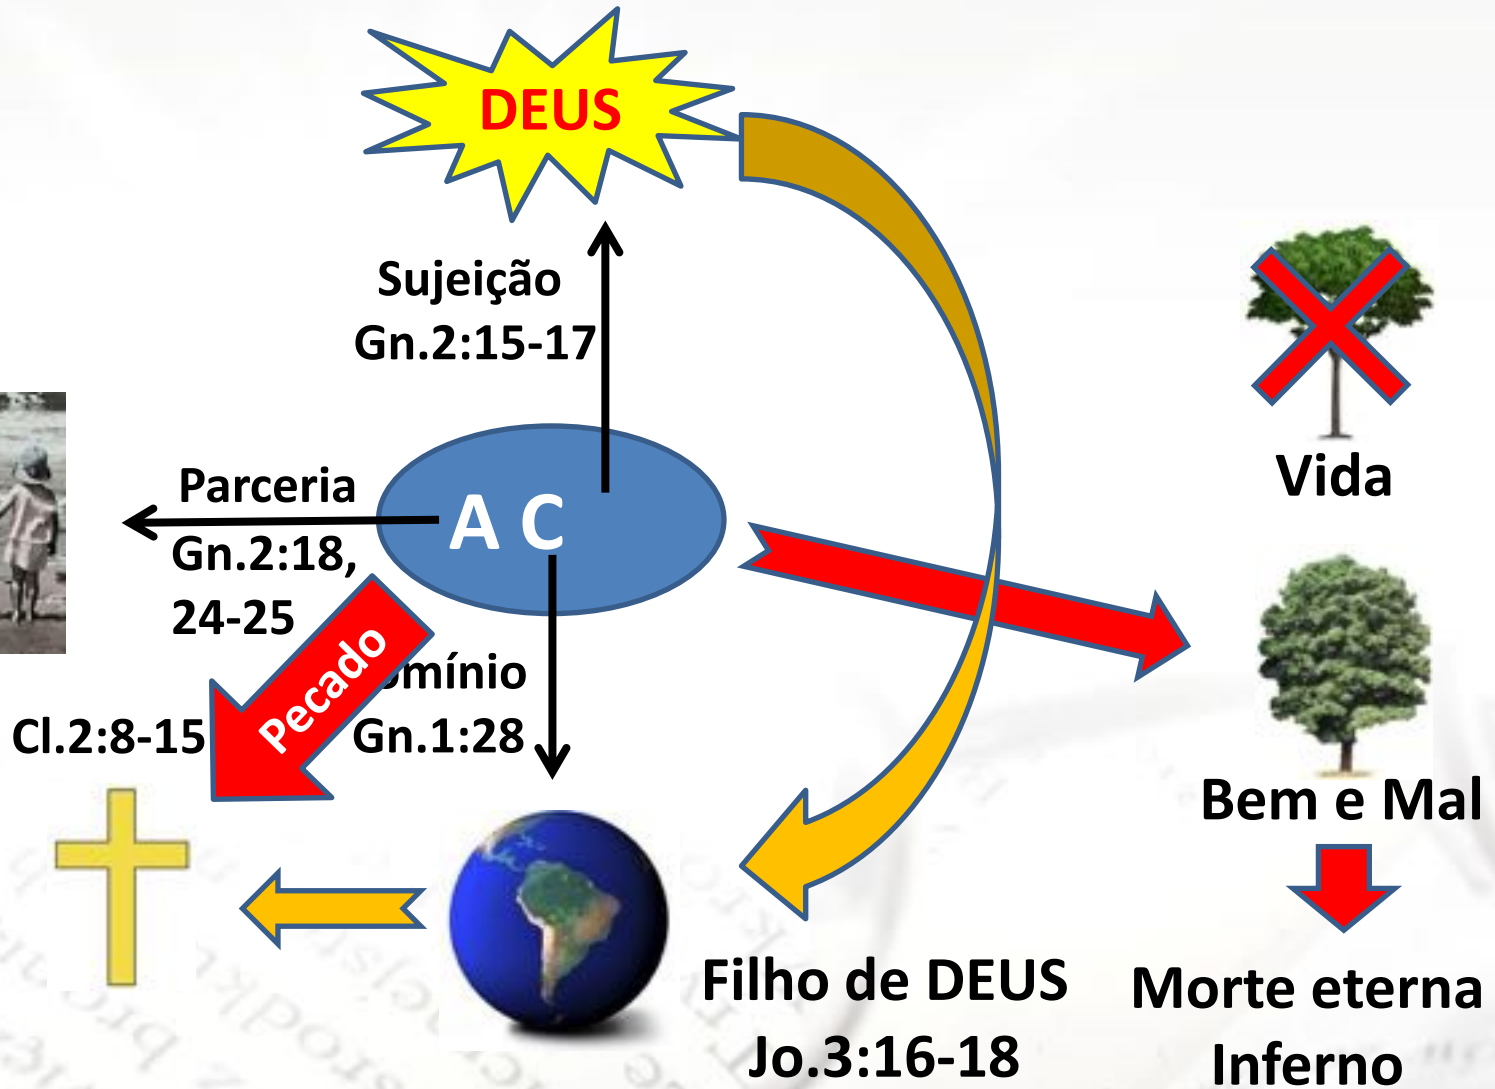 DEUS
Sujeição
Gn.2:15-17
Vida
Parceria
A C
Gn.2:18,
24-25
Pecado
mínio
Gn.1:28
Cl.2:8-15
Bem e Mal
Filho de DEUS
Jo.3:16-18
Morte eterna
Inferno